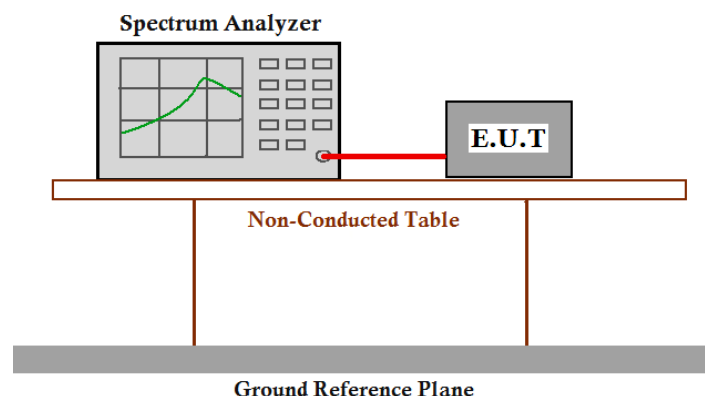 Spectrum Analyzer
E.U.T
Non-Conducted Table
Ground Reference Plane